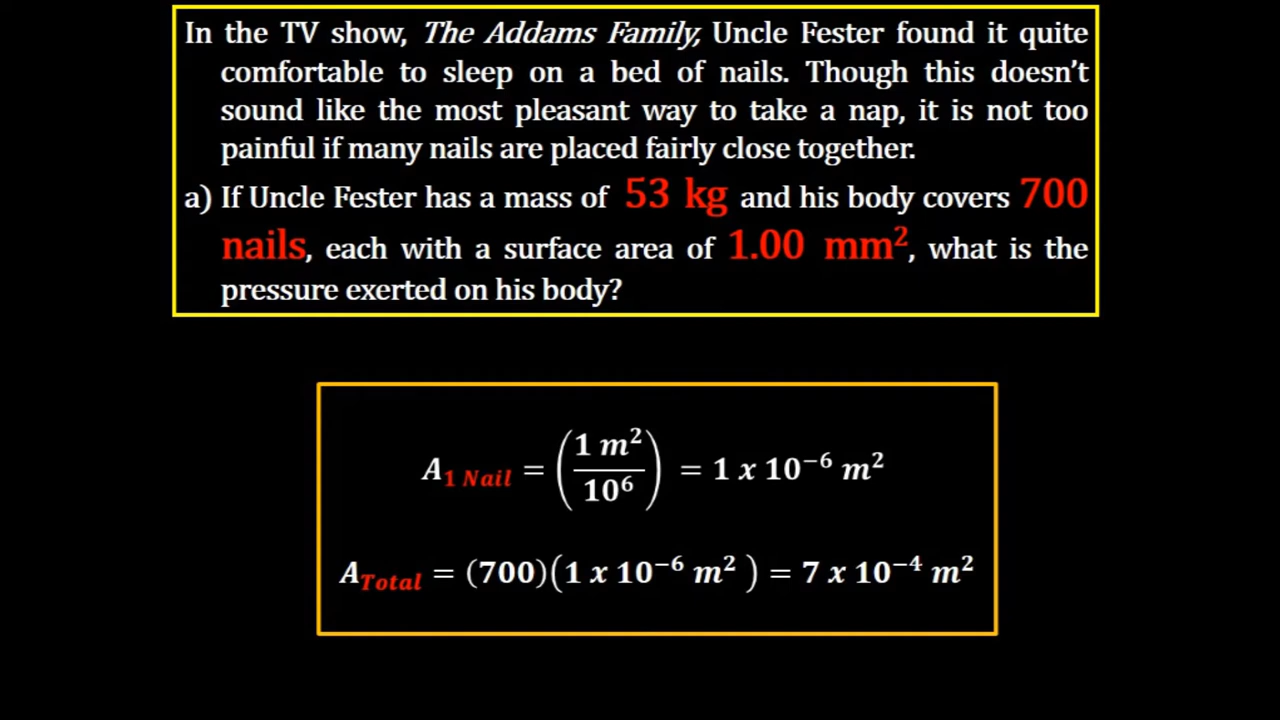 In the TV show, The Addams Family, Uncle Fester found it quite
comfortable to sleep on a bed of nails. Though this doesn't
sound like the most pleasant way to take a nap, it is not too
painful if many nails are placed fairly close together.
a) If Uncle Fester has a mass of 53 kg and his body covers 700
nails, each with a surface area of 1.00 mm², what is the
pressure exerted on his body?
A₁ Nail = (1 m² / 10⁶) = 1 x 10⁻⁶ m²
A Total = (700)(1 x 10⁻⁶ m² ) = 7 x 10⁻⁴ m²